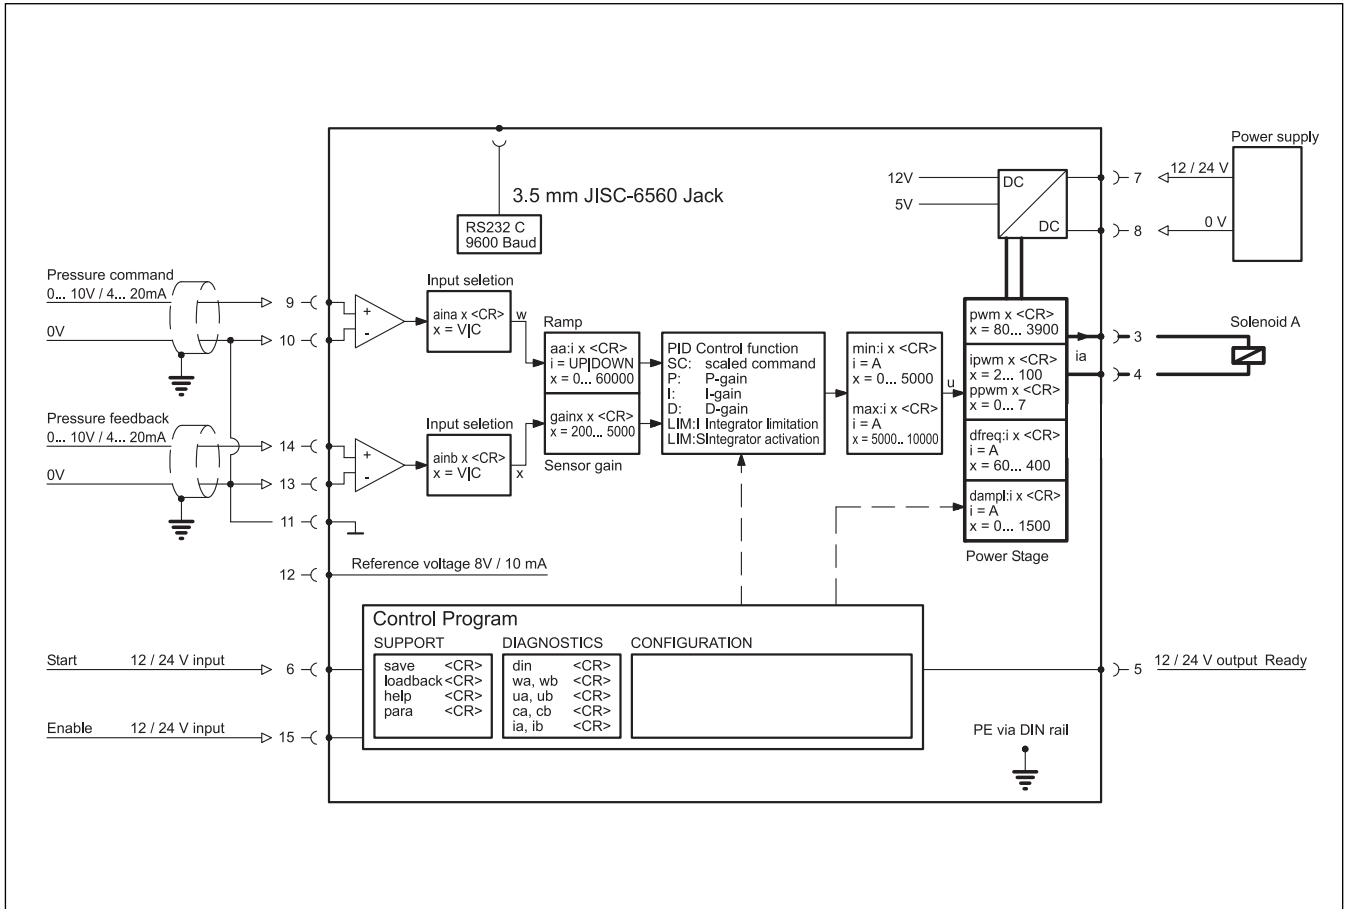 Power supply
12 / 24 V
7
0 V
8
12V
5V
DC
DC
3.5 mm JISC-6560 Jack
RS232 C
9600 Baud
Pressure command
0... 10V / 4... 20mA
9
0V
10
+
-
Input seletion
aina x <CR>
x = V|C
w
Ramp
aa:i x <CR>
i = UP|DOWN
x = 0... 60000
gainx x <CR>
x = 200... 5000
Sensor gain
PID Control function
SC: scaled command
P: P-gain
I: I-gain
D: D-gain
LIM:I Integrator limitation
LIM:SIntegrator activation
min:i x <CR>
i = A
x = 0... 5000
max:i x <CR>
i = A
x = 5000.. 10000
u
pwm x <CR>
x = 80... 3900
ipwm x <CR>
x = 2... 100
ppwm x <CR>
x = 0... 7
dfreq:i x <CR>
i = A
x = 60... 400
dampl:i x <CR>
i = A
x = 0... 1500
Power Stage
ia
3
4
Solenoid A
Pressure feedback
0... 10V / 4... 20mA
14
0V
13
+
-
Input seletion
ainb x <CR>
x = V|C
x
11
12
Reference voltage 8V / 10 mA
Control Program
SUPPORT
save <CR>
loadback <CR>
help <CR>
para <CR>
DIAGNOSTICS
din <CR>
wa, wb <CR>
ua, ub <CR>
ca, cb <CR>
ia, ib <CR>
CONFIGURATION
Start 12 / 24 V input
6
Enable 12 / 24 V input
15
5
12 / 24 V output Ready
PE via DIN rail